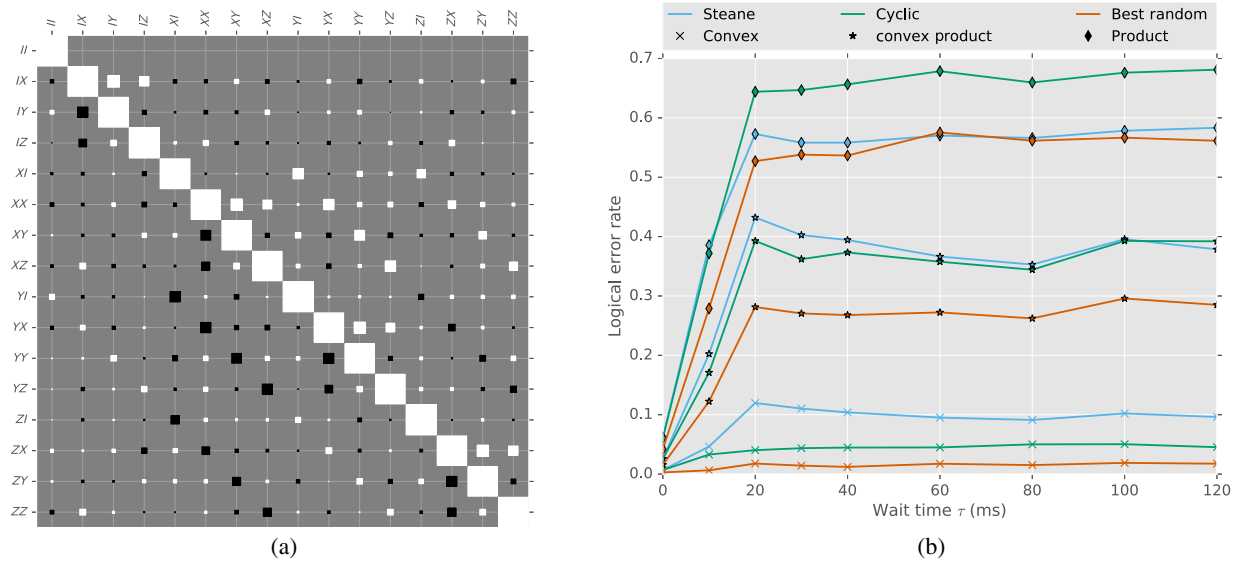 II IX IY IZ XI XX XY XZ YI YX YY YZ ZI ZX ZY ZZ
II
IX
IY
IZ
XI
XX
XY
XZ
YI
YX
YY
YZ
ZI
ZX
ZY
ZZ
(a)
Steane Cyclic Best random
Convex convex product Product
0.7
0.6
0.5
0.4
0.3
0.2
0.1
0.0
Logical error rate
0 20 40 60 80 100 120
Wait time τ (ms)
(b)